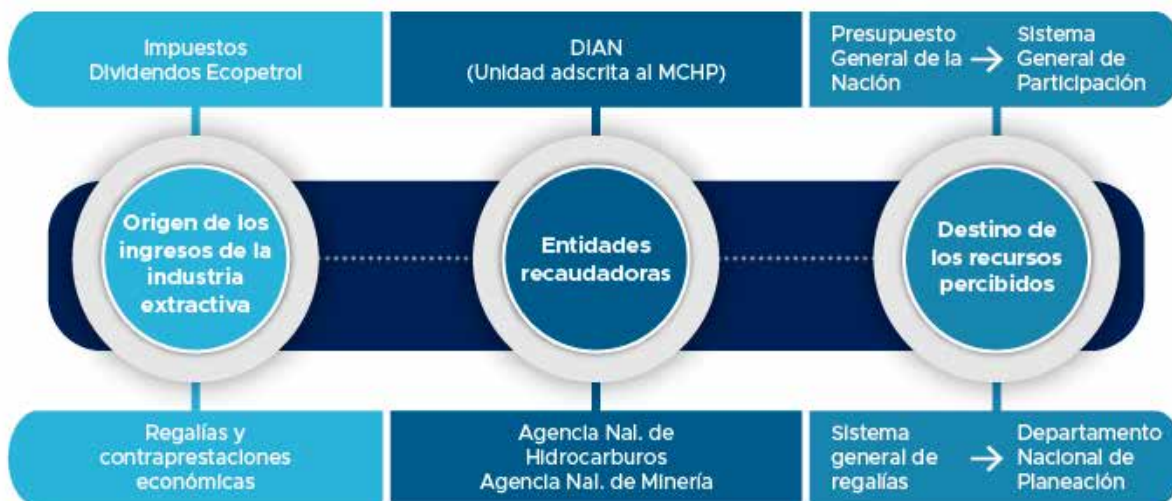 Impuestos
Dividendos Ecopetrol
DIAN
(Unidad adscrita al MCHP)
Presupuesto
General de la
Nación
→
Sistema
General de
Participación
Origen de los
ingresos de la
industria
extractiva
Entidades
recaudadoras
Destino de
los recursos
percibidos
Regalías y
contraprestaciones
económicas
Agencia Nal. de
Hidrocarburos
Agencia Nal. de Minería
Sistema
general de
regalías
→
Departamento
Nacional de
Planeación